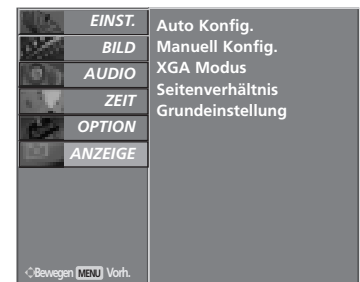 EINST.
BILD
AUDIO
ZEIT
OPTION
ANZEIGE
Auto Konfig.
Manuell Konfig.
XGA Modus
Seitenverhältnis
Grundeinstellung
Bewegen MENU Vorh.